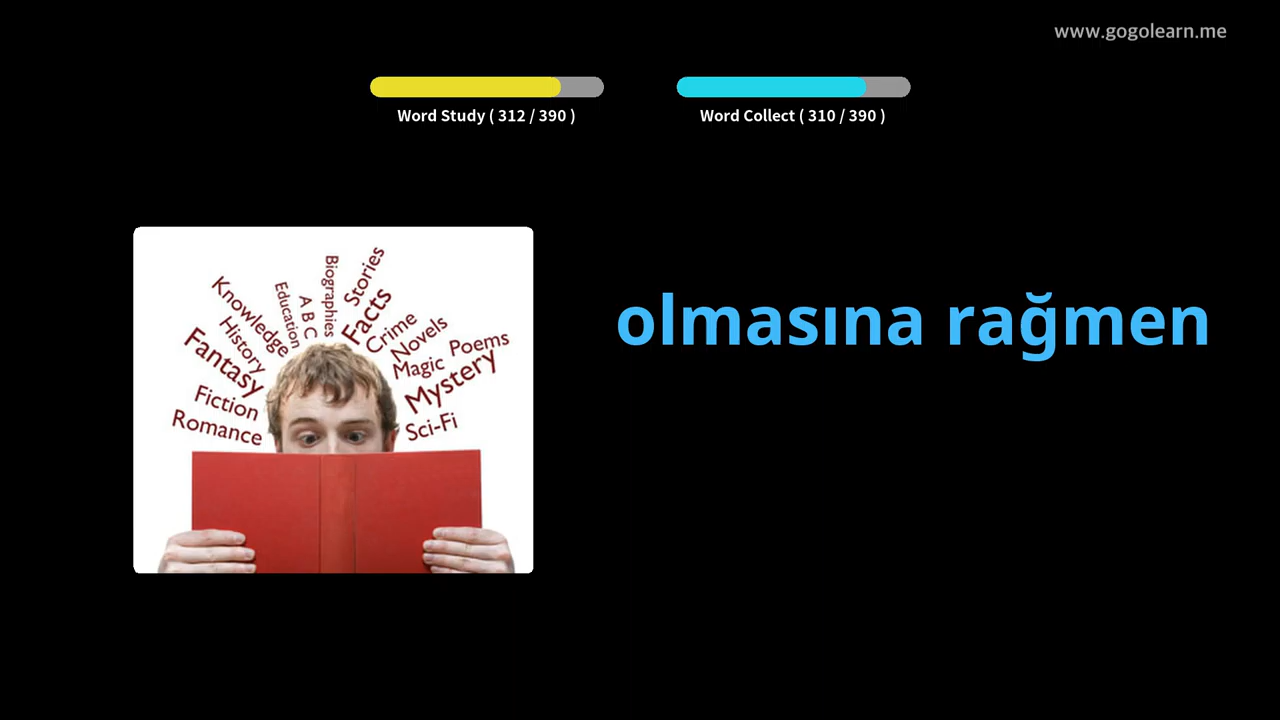 www.gogolearn.me
Word Study ( 312 / 390 )
Word Collect ( 310 / 390 )
olmasına rağmen
Biographies
Stories
Education
A B C
Facts
Knowledge
History
Crime
Novels
Fantasy
Magic
Poems
Mystery
Fiction
Romance
Sci-Fi